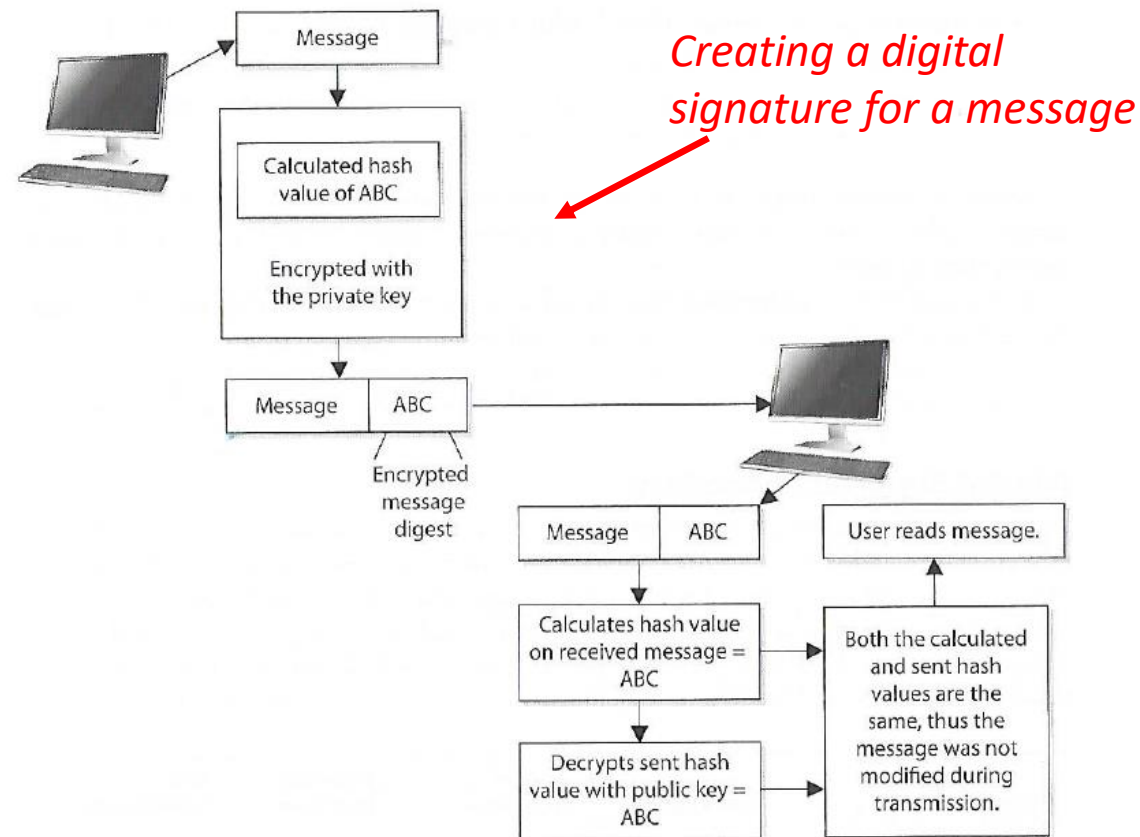 Message
Creating a digital
signature for a message
Calculated hash
value of ABC
Encrypted with
the private key
Message
ABC
Encrypted
message
digest
Message
ABC
User reads message.
Calculates hash value
on received message =
ABC
Both the calculated
and sent hash
values are the
same, thus the
message was not
modified during
transmission.
Decrypts sent hash
value with public key =
ABC